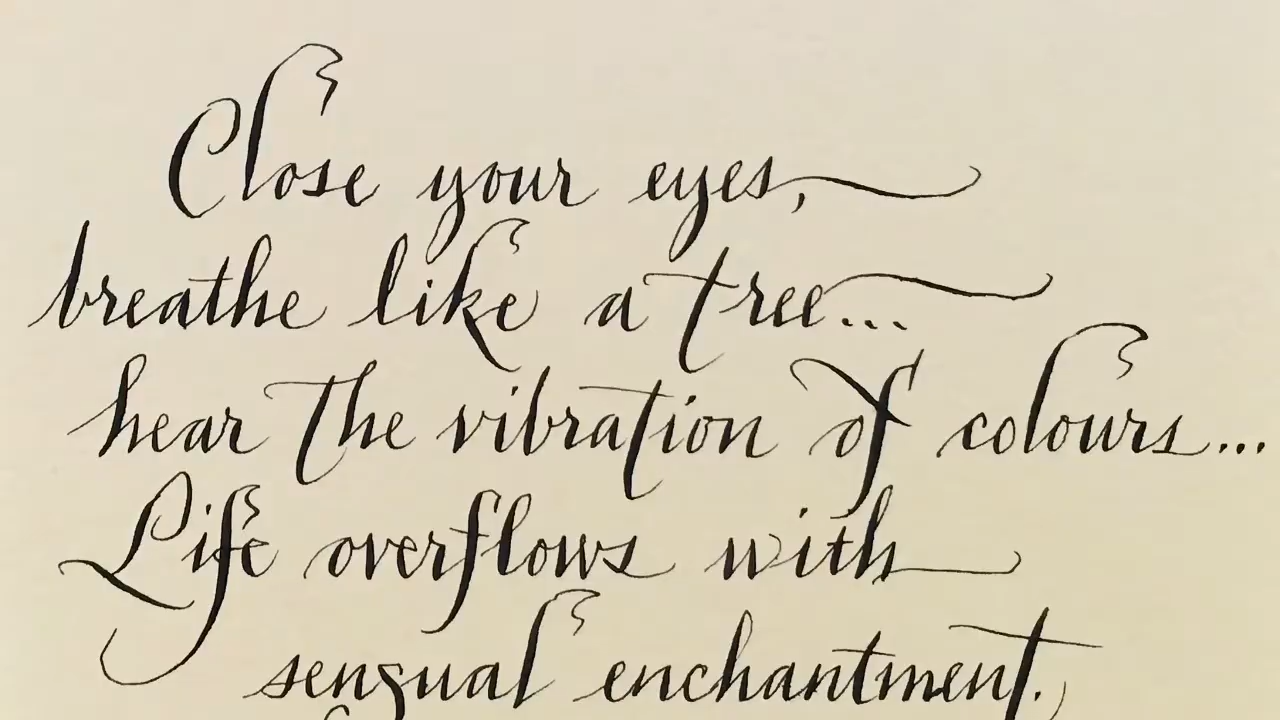 Close your eyes,
breathe like a tree...
hear the vibration of colours...
Life overflows with
sensual enchantment.